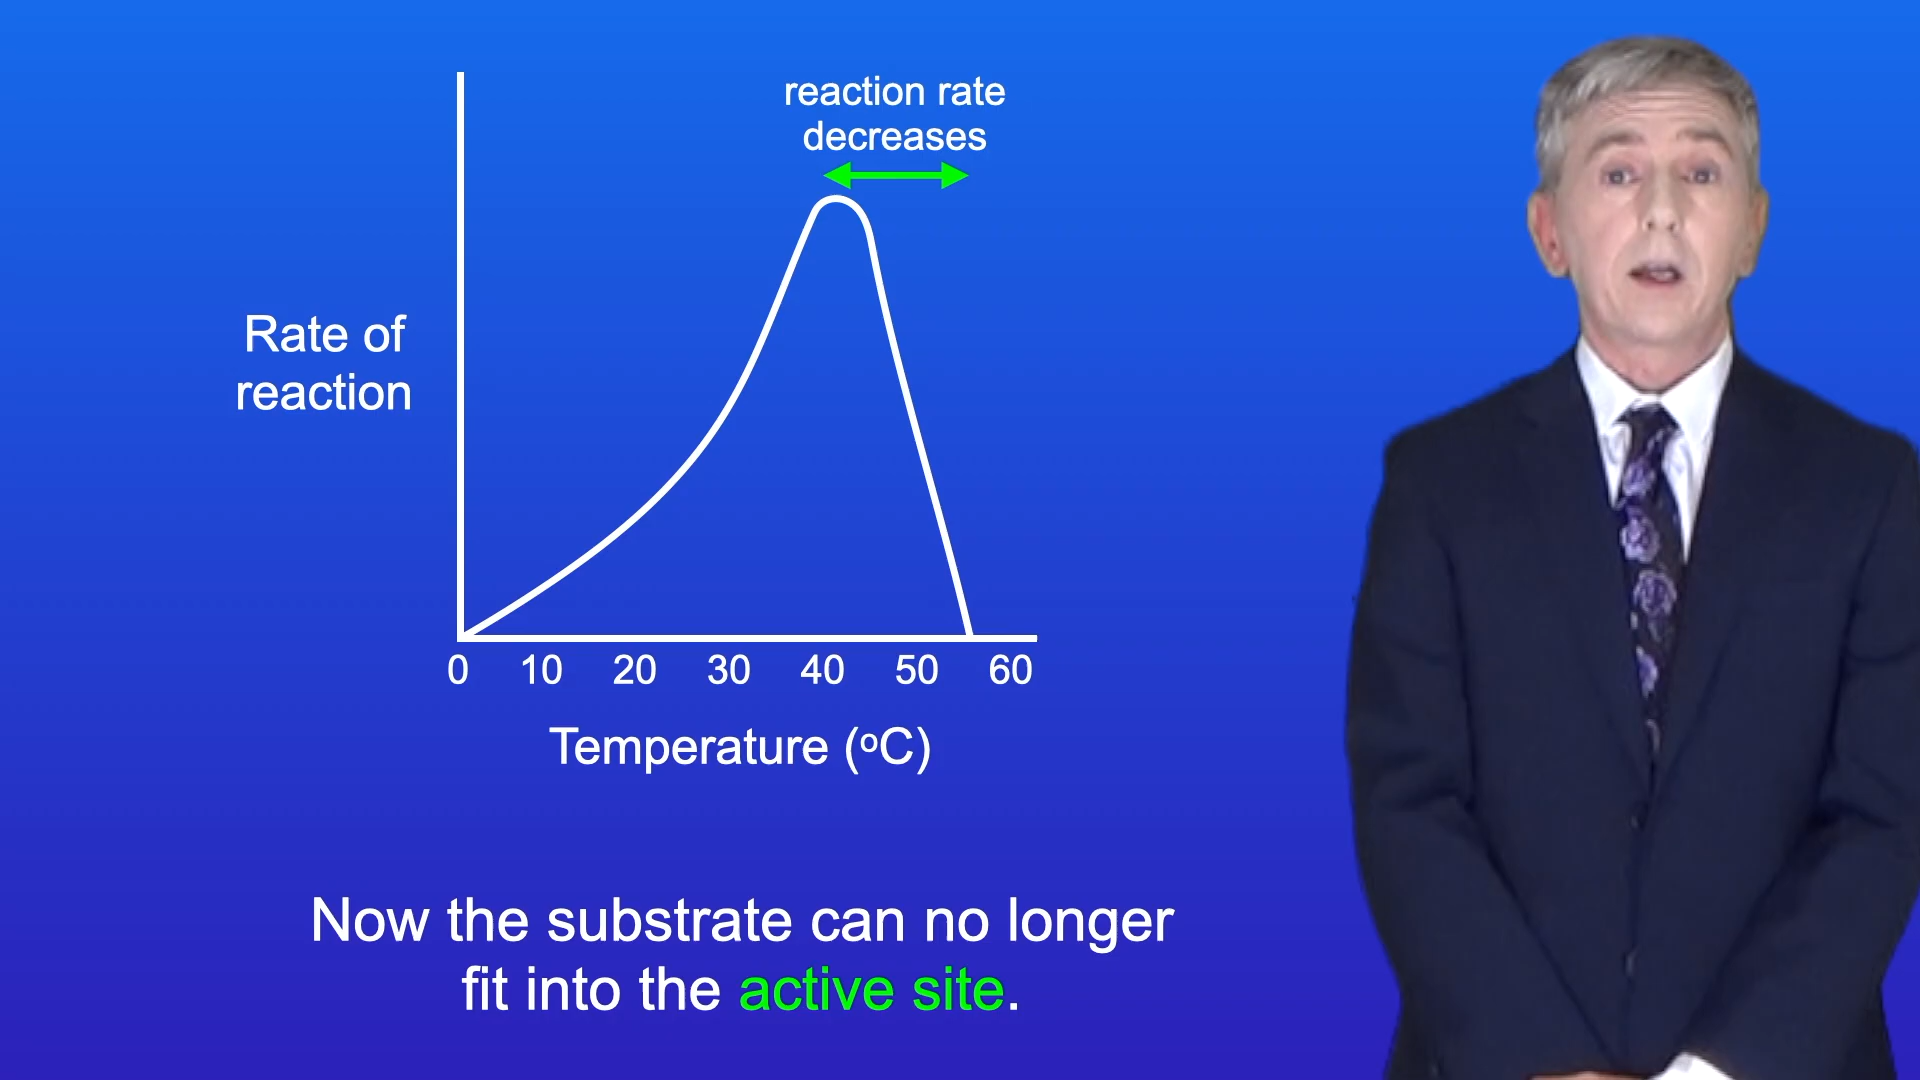 reaction rate
decreases
Rate of
reaction
0 10 20 30 40 50 60
Temperature (°C)
Now the substrate can no longer
fit into the active site.